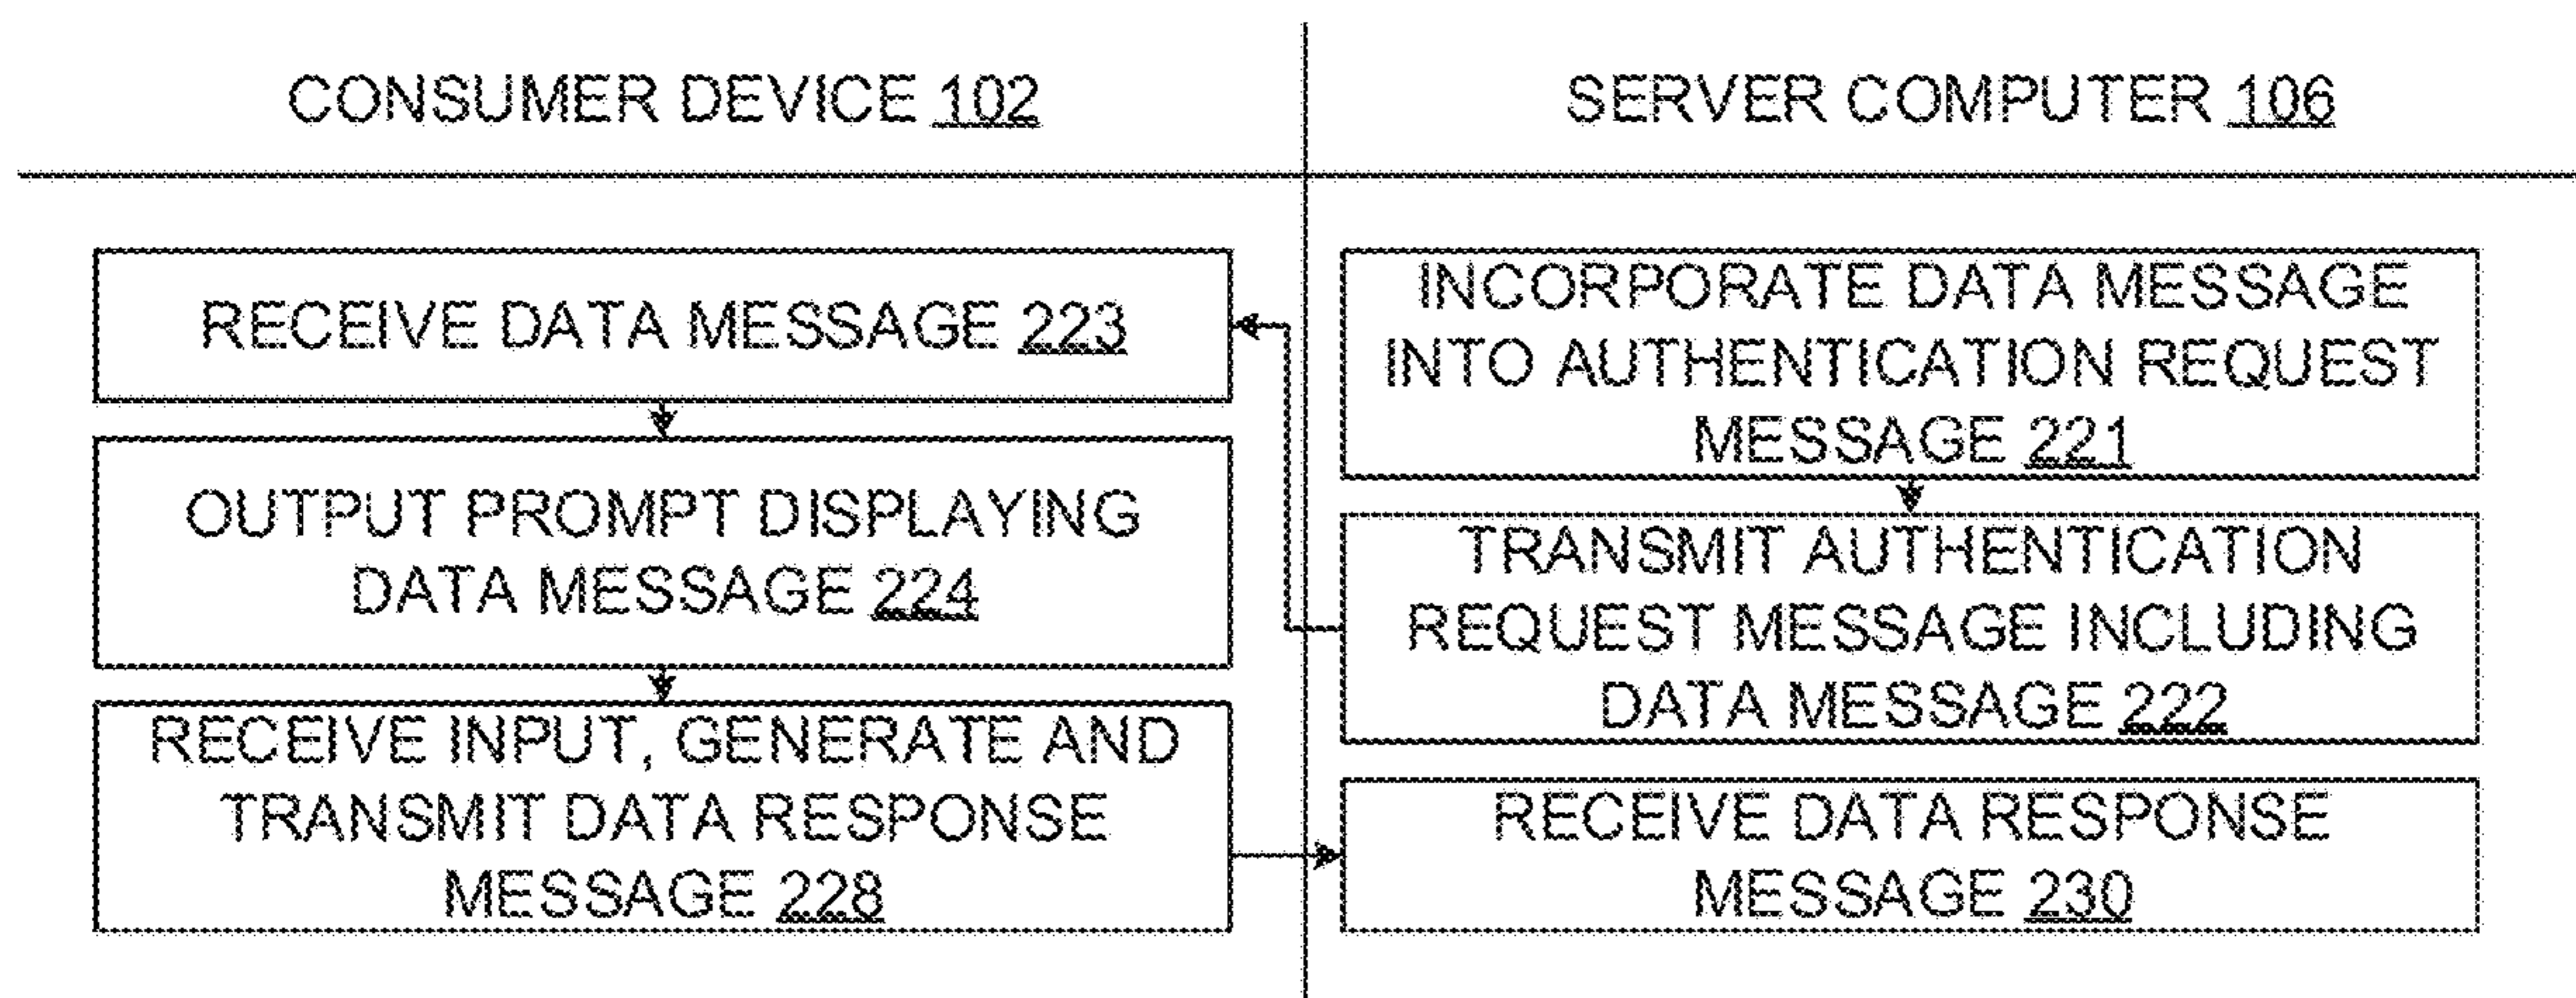 CONSUMER DEVICE 102
SERVER COMPUTER 106
RECEIVE DATA MESSAGE 223
OUTPUT PROMPT DISPLAYING
DATA MESSAGE 224
RECEIVE INPUT, GENERATE AND
TRANSMIT DATA RESPONSE
MESSAGE 228
INCORPORATE DATA MESSAGE
INTO AUTHENTICATION REQUEST
MESSAGE 221
TRANSMIT AUTHENTICATION
REQUEST MESSAGE INCLUDING
DATA MESSAGE 222
RECEIVE DATA RESPONSE
MESSAGE 230